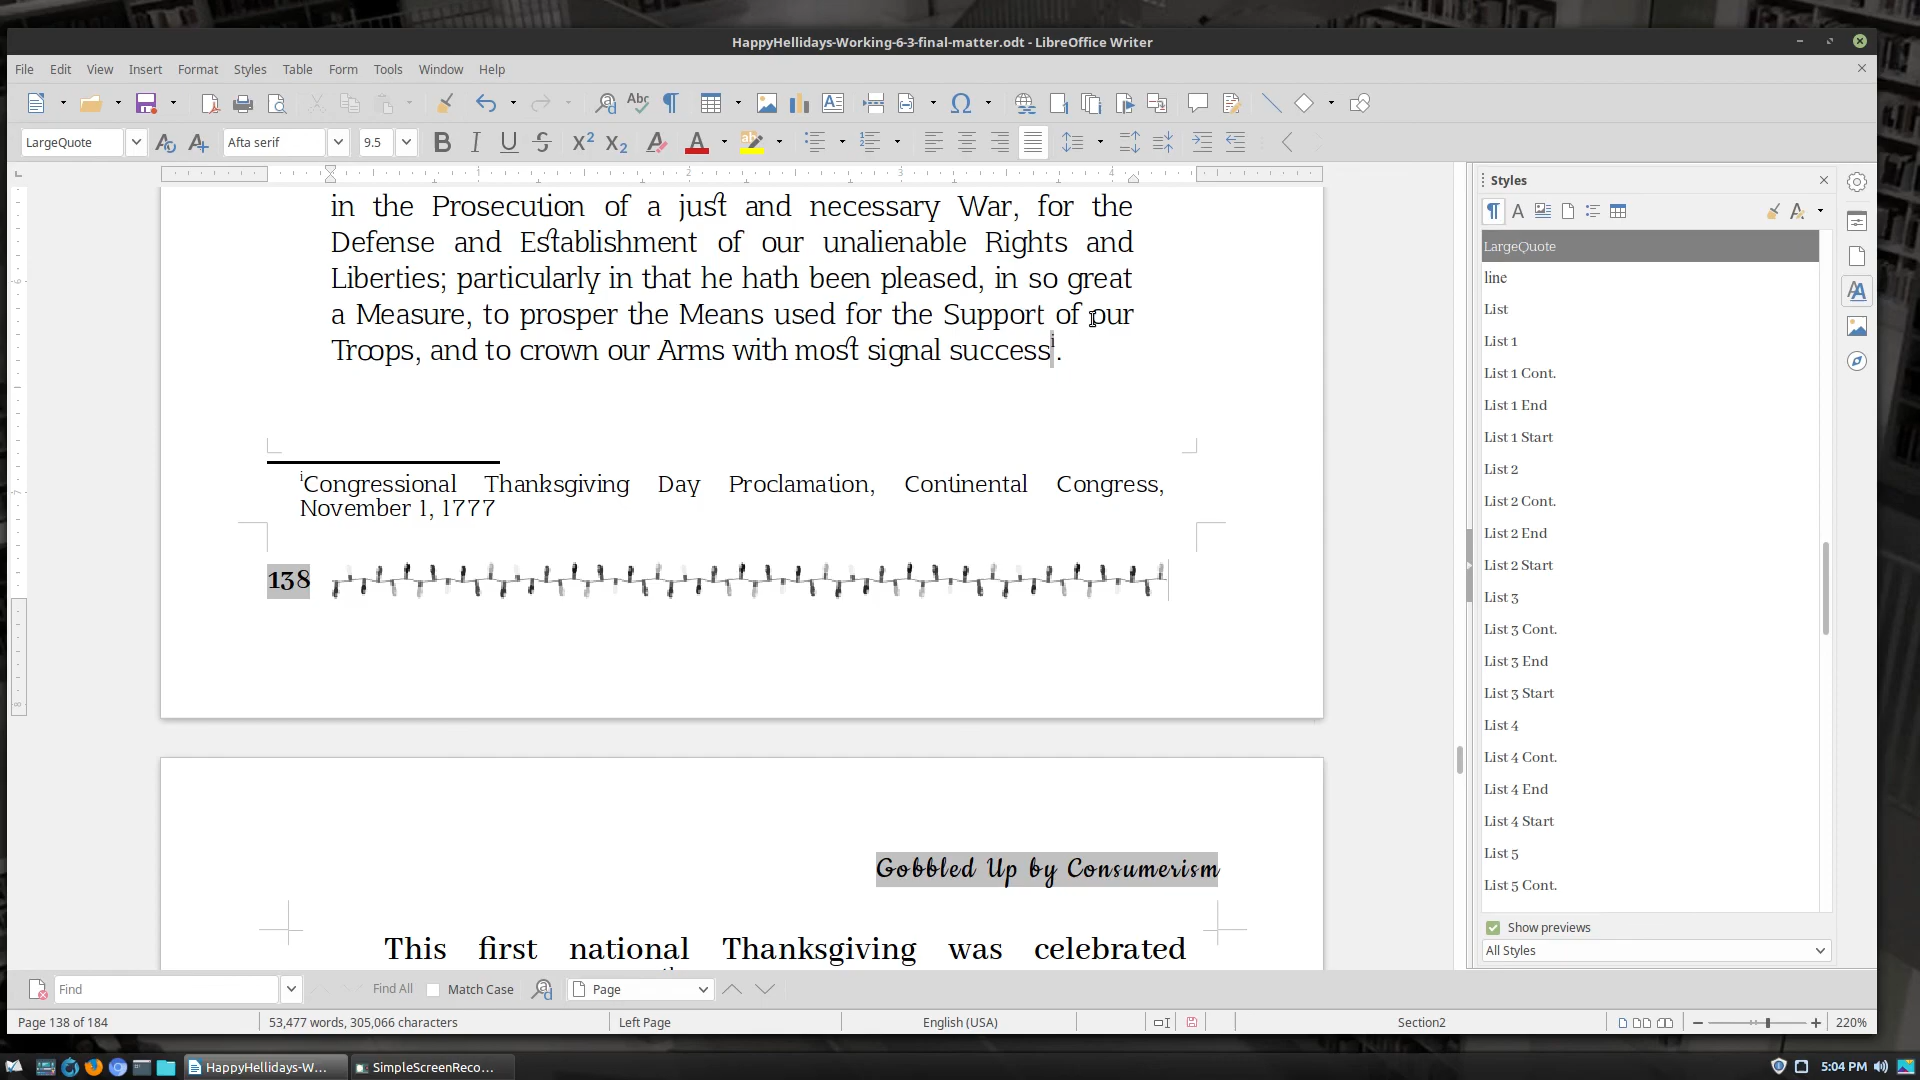 HappyHellidays-Working-6-3-final-matter.odt - LibreOffice Writer
File Edit View Insert Format Styles Table Form Tools Window Help
LargeQuote Afta serif 9.5
1 2 3 4
in the Prosecution of a just and necessary War, for the
Defense and Establishment of our unalienable Rights and
Liberties; particularly in that he hath been pleased, in so great
a Measure, to prosper the Means used for the Support of our
Troops, and to crown our Arms with most signal successi.
iCongressional Thanksgiving Day Proclamation, Continental Congress,
November 1, 1777
138
Gobbled Up by Consumerism
This first national Thanksgiving was celebrated
Styles
LargeQuote
line
List
List 1
List 1 Cont.
List 1 End
List 1 Start
List 2
List 2 Cont.
List 2 End
List 2 Start
List 3
List 3 Cont.
List 3 End
List 3 Start
List 4
List 4 Cont.
List 4 End
List 4 Start
List 5
List 5 Cont.
Show previews
All Styles
Find Find All Match Case Page
Page 138 of 184 53,477 words, 305,066 characters Left Page English (USA) Section2 220%
HappyHellidays-W... SimpleScreenReco... 5:04 PM